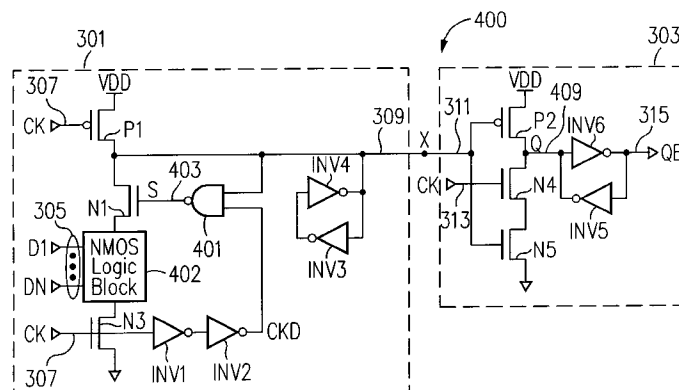 400
301
303
307
VDD
VDD
CK
P1
309
X
311
P2
409
INV6
315
Q
QB
INV4
S
403
N1
401
305
D1
DN
NMOS
Logic
Block
402
INV3
CK
313
N4
INV5
N5
CK
N3
307
INV1
INV2
CKD